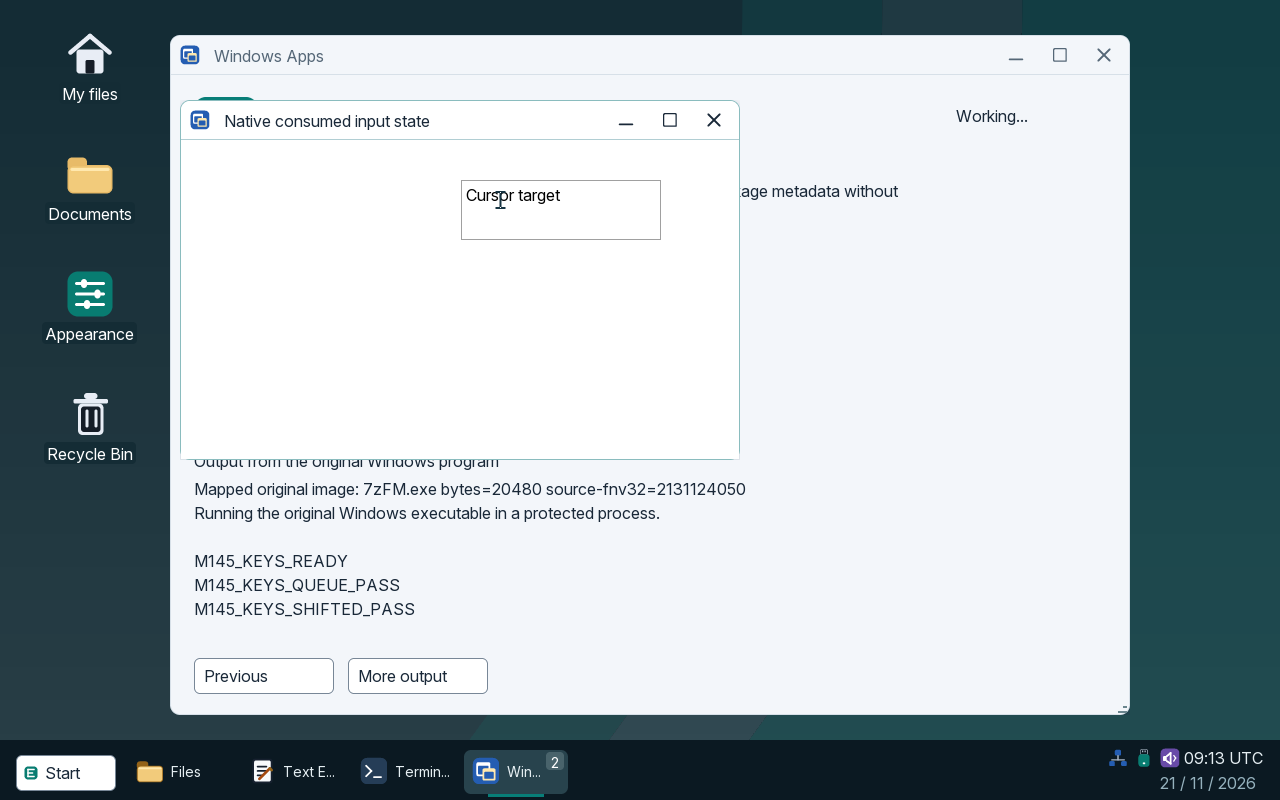 My files
Documents
Appearance
Recycle Bin
Windows Apps
Working...
Native consumed input state
Cursor target
age metadata without
Output from the original Windows program
Mapped original image: 7zFM.exe bytes=20480 source-fnv32=2131124050
Running the original Windows executable in a protected process.
M145_KEYS_READY
M145_KEYS_QUEUE_PASS
M145_KEYS_SHIFTED_PASS
Previous
More output
Start
Files
Text E...
Termin...
Win...
2
09:13 UTC
21 / 11 / 2026